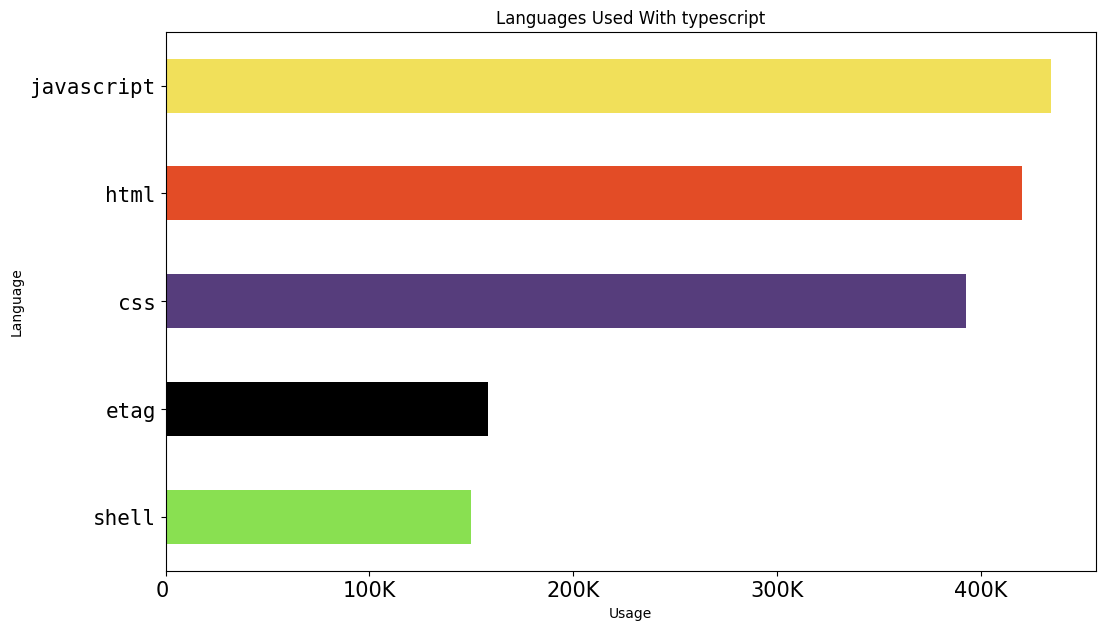 Languages Used With typescript
javascript
html
css
etag
shell
Language
0 100K 200K 300K 400K
Usage